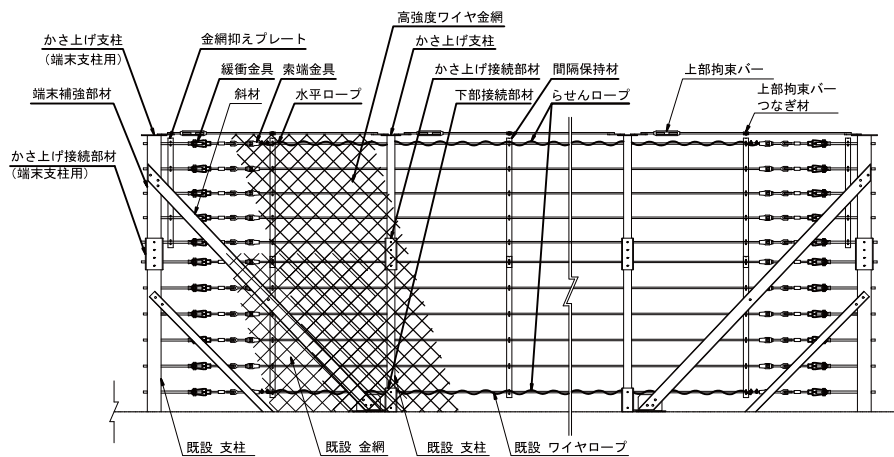 高強度ワイヤ金網
かさ上げ支柱
(端末支柱用)
金網抑えプレート
かさ上げ支柱
緩衝金具
索端金具
かさ上げ接続部材
間隔保持材
上部拘束バー
端末補強部材
斜材
水平ロープ
下部接続部材
らせんロープ
上部拘束バー
つなぎ材
かさ上げ接続部材
(端末支柱用)
既設 支柱
既設 金網
既設 支柱
既設 ワイヤロープ